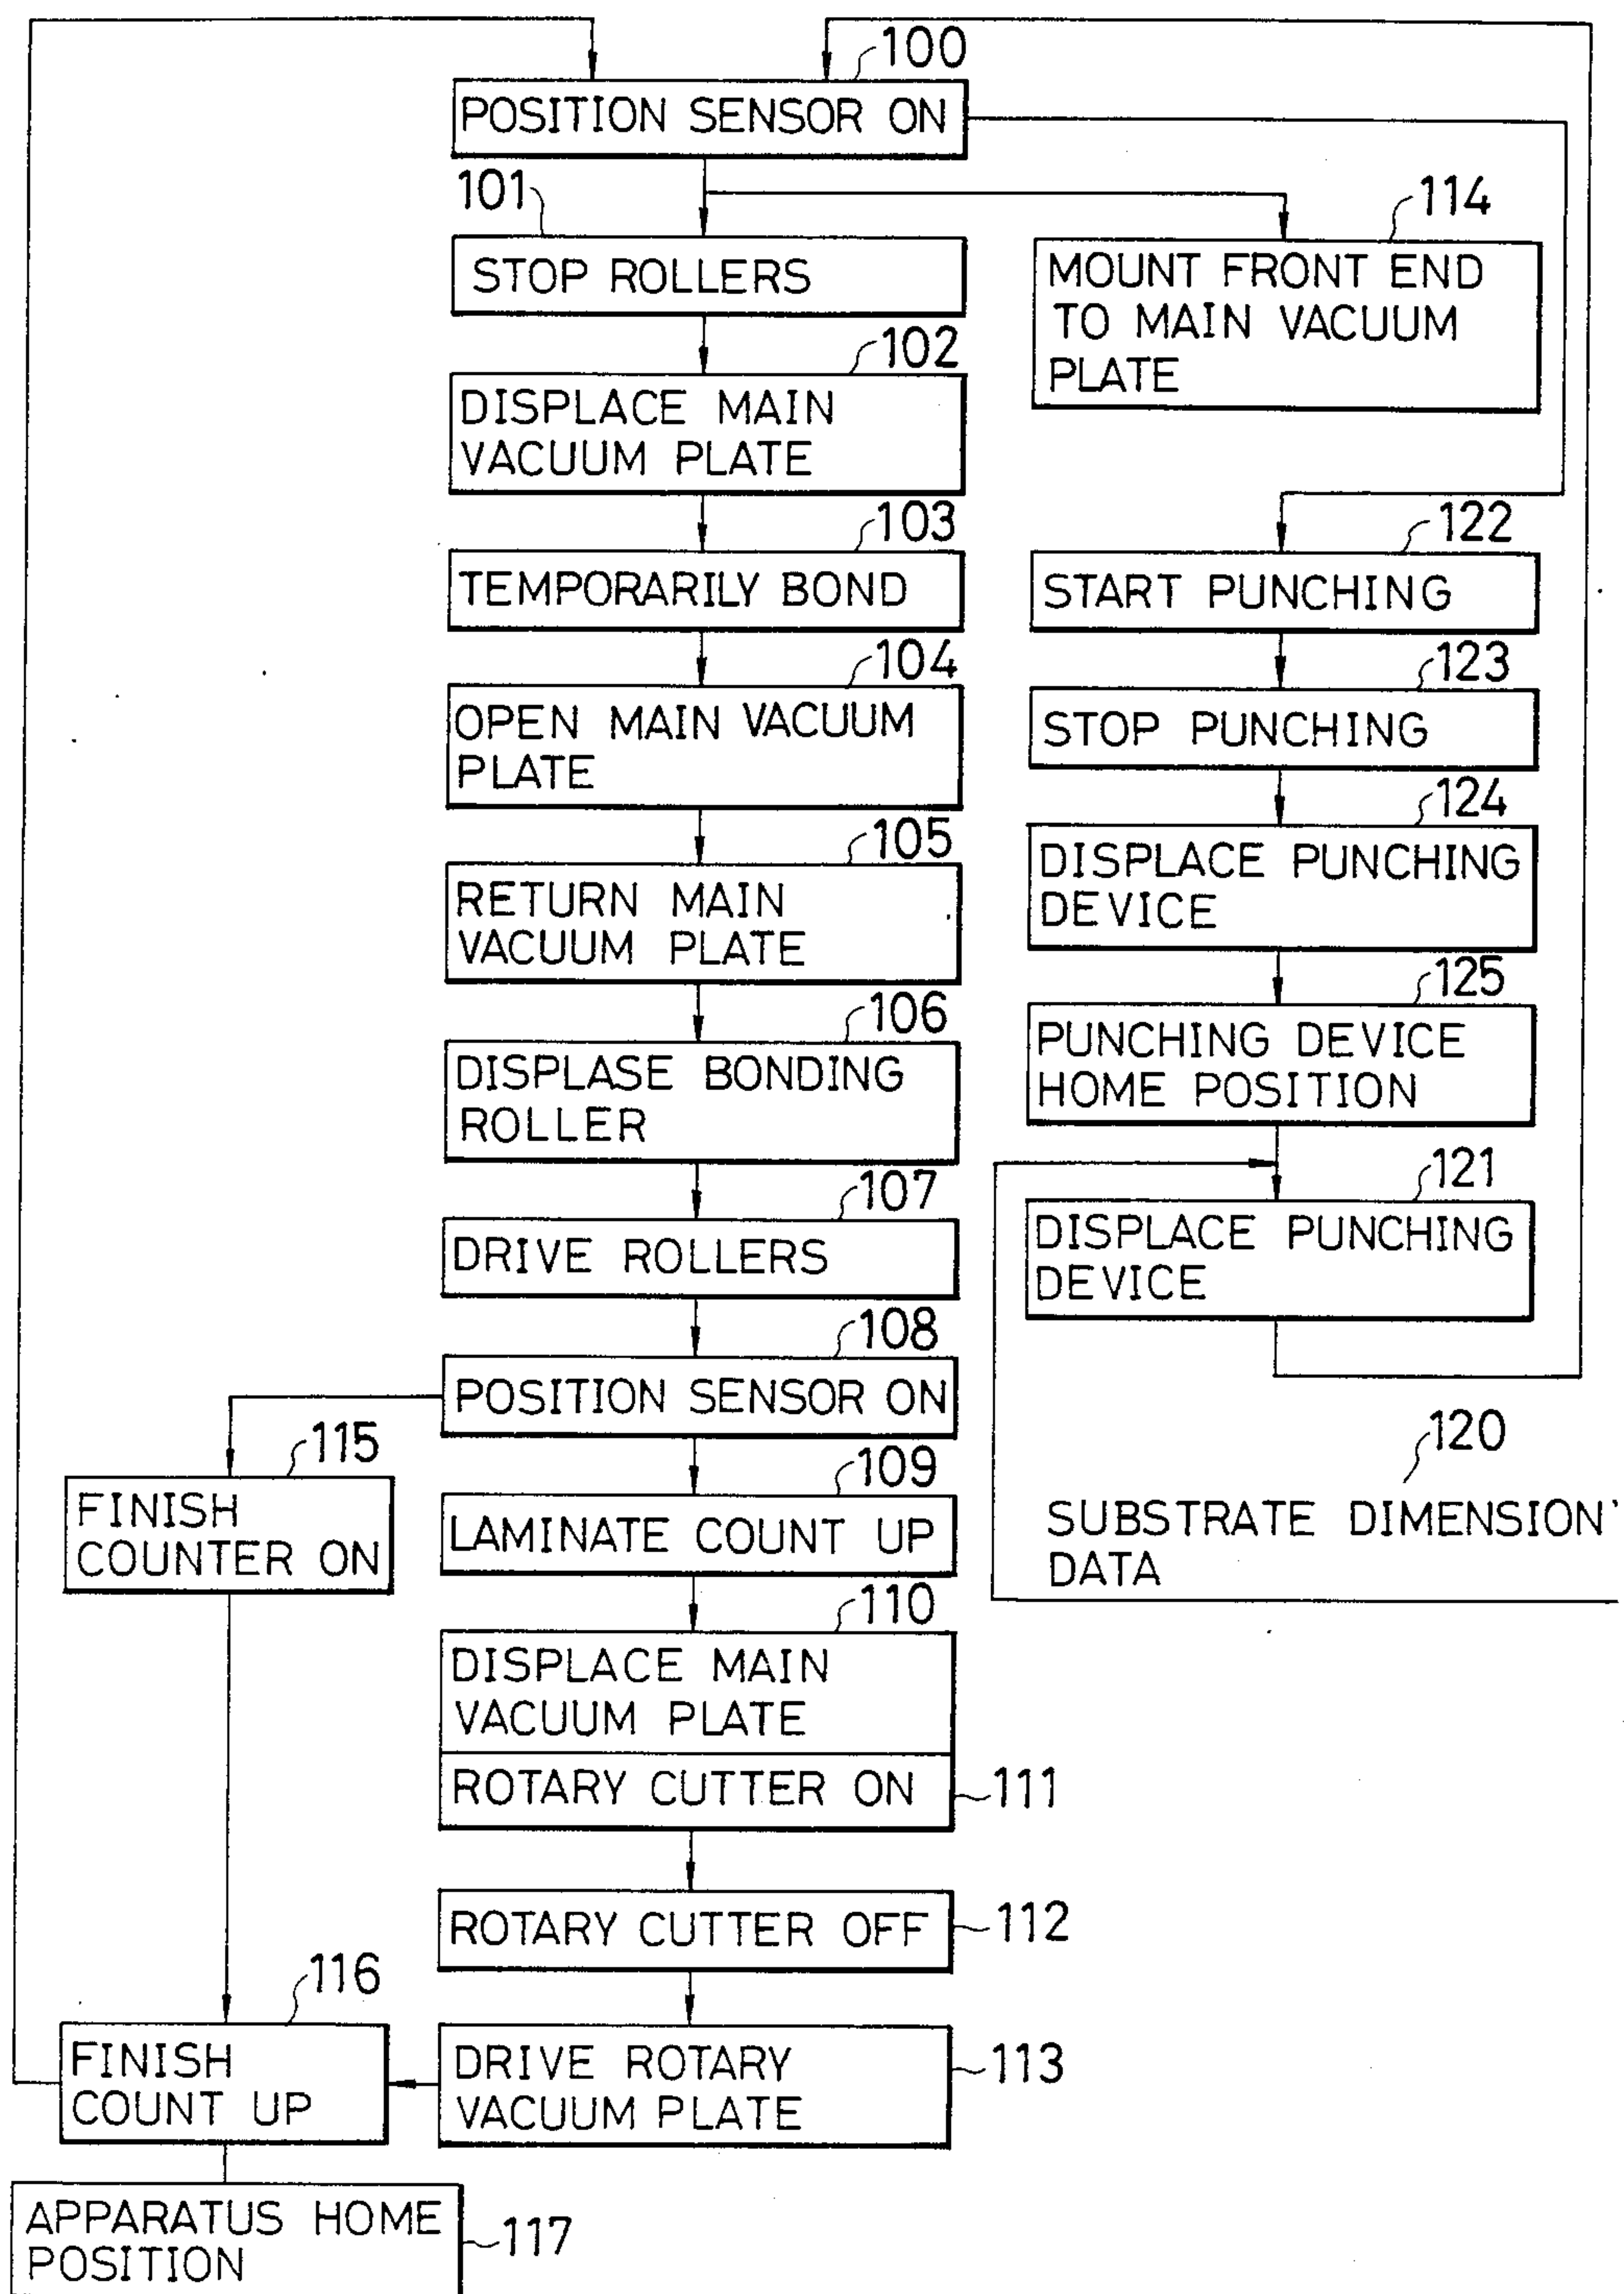 100
POSITION SENSOR ON
101
STOP ROLLERS
114
MOUNT FRONT END
TO MAIN VACUUM
PLATE
102
DISPLACE MAIN
VACUUM PLATE
103
TEMPORARILY BOND
104
OPEN MAIN VACUUM
PLATE
105
RETURN MAIN
VACUUM PLATE
106
DISPLASE BONDING
ROLLER
107
DRIVE ROLLERS
108
POSITION SENSOR ON
109
LAMINATE COUNT UP
110
DISPLACE MAIN
VACUUM PLATE
ROTARY CUTTER ON
111
ROTARY CUTTER OFF
112
DRIVE ROTARY
VACUUM PLATE
113
122
START PUNCHING
123
STOP PUNCHING
124
DISPLACE PUNCHING
DEVICE
125
PUNCHING DEVICE
HOME POSITION
121
DISPLACE PUNCHING
DEVICE
120
SUBSTRATE DIMENSION
DATA
115
FINISH
COUNTER ON
116
FINISH
COUNT UP
APPARATUS HOME
POSITION
117